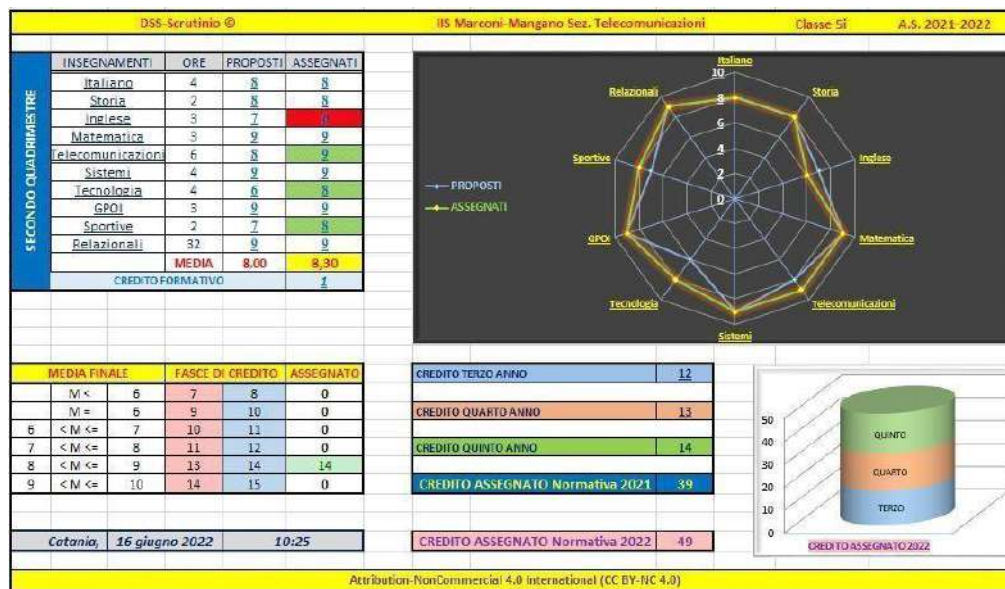 DSS-Scrutinio © IIS Marconi-Mangano Sez. Telecomunicazioni Classe 5i A.S. 2021-2022
SECONDO QUADRIMESTRE
INSEGNAMENTI ORE PROPOSTI ASSEGNATI
Italiano 4 8 8
Storia 2 8 8
Inglese 3 7
Matematica 3 9 9
Telecomunicazioni 6 8 9
Sistemi 4 9 9
Tecnologia 4 6 8
GPOI 3 9 9
Sportive 2 7 8
Relazionali 32 9 9
MEDIA 8.00 8,30
CREDITO FORMATIVO 1
PROPOSTI
ASSEGNATI
Italiano
Storia
Inglese
Matematica
Telecomunicazioni
Sistemi
Tecnologia
GPOI
Sportive
Relazionali
10
8
6
4
2
0
MEDIA FINALE FASCE DI CREDITO ASSEGNATO
M < 6 7 8 0
M = 6 9 10 0
6 < M <= 7 10 11 0
7 < M <= 8 11 12 0
8 < M <= 9 13 14 14
9 < M <= 10 14 15 0
CREDITO TERZO ANNO 12
CREDITO QUARTO ANNO 13
CREDITO QUINTO ANNO 14
CREDITO ASSEGNATO Normativa 2021 39
CREDITO ASSEGNATO Normativa 2022 49
50
40
30
20
10
0
QUINTO
QUARTO
TERZO
CREDITO ASSEGNATO 2022
Catania, 16 giugno 2022 10:25
Attribution-NonCommercial 4.0 International (CC BY-NC 4.0)